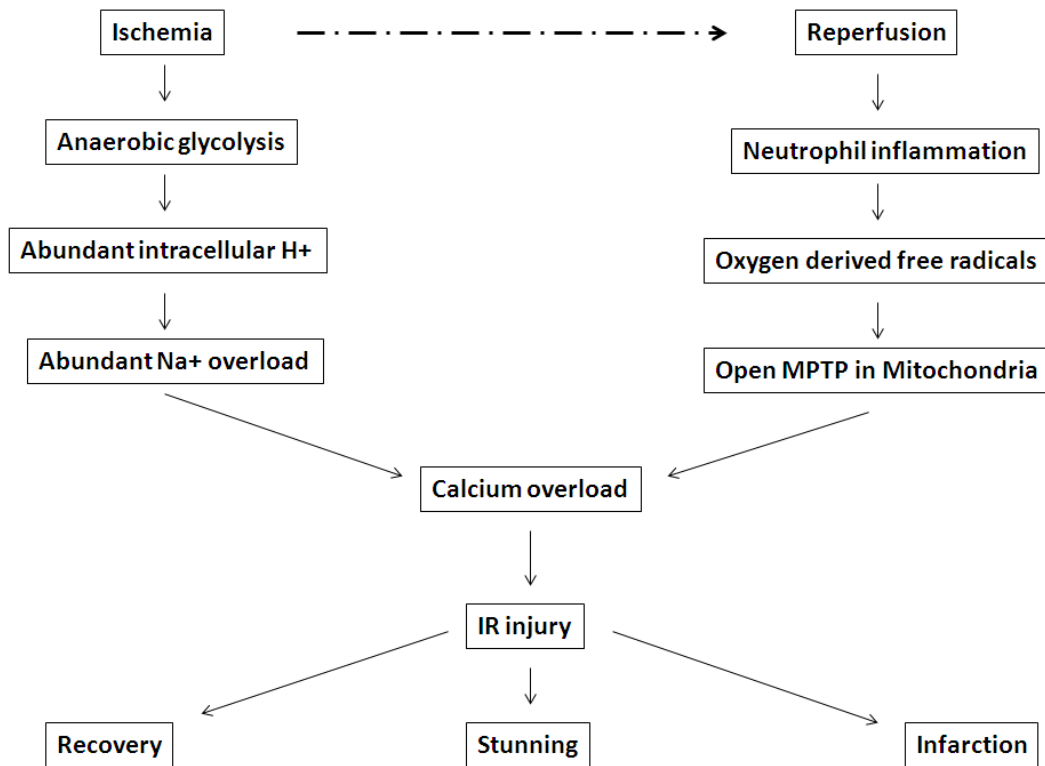 Ischemia
Reperfusion
Anaerobic glycolysis
Neutrophil inflammation
Abundant intracellular H+
Oxygen derived free radicals
Abundant Na+ overload
Open MPTP in Mitochondria
Calcium overload
IR injury
Recovery
Stunning
Infarction